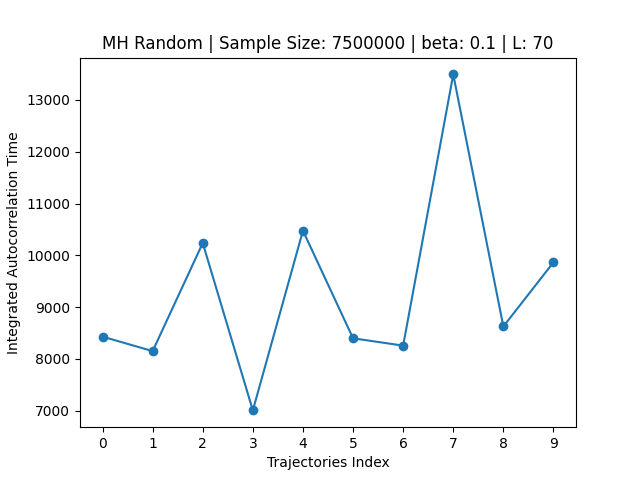 MH Random | Sample Size: 7500000 | beta: 0.1 | L: 70
Integrated Autocorrelation Time
13000
12000
11000
10000
9000
8000
7000
0 1 2 3 4 5 6 7 8 9
Trajectories Index